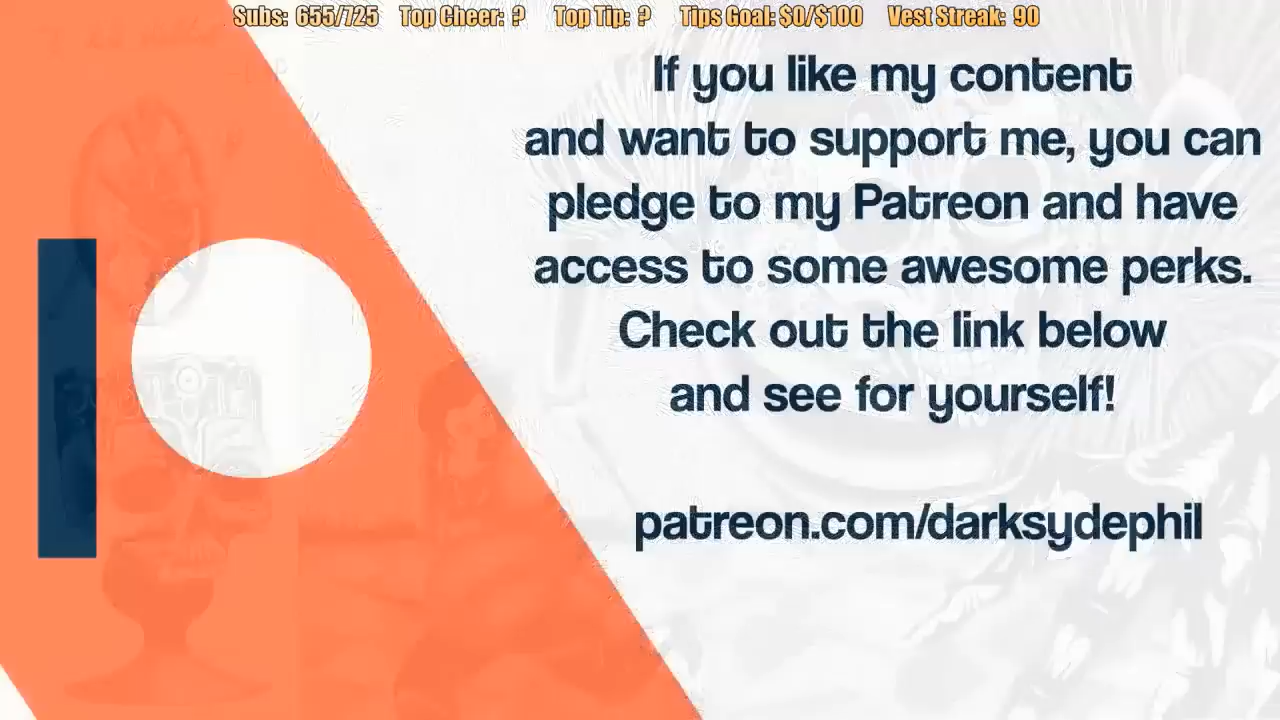 Subs: 655/725 Top Cheer: ? Top Tip: ? Tips Goal: $0/$100 Vest Streak: 90
If you like my content
and want to support me, you can
pledge to my Patreon and have
access to some awesome perks.
Check out the link below
and see for yourself!
patreon.com/darksydephil